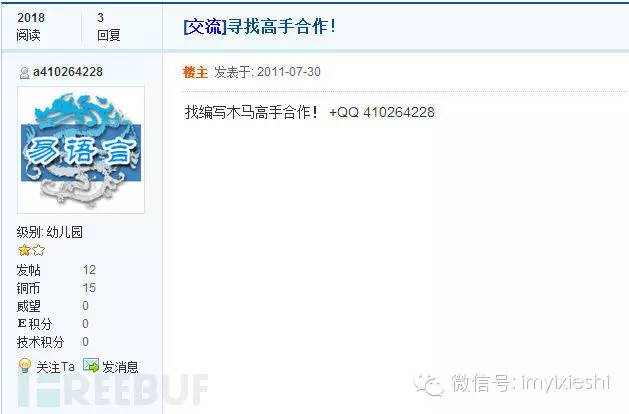 2018
阅读
3
回复
[交流]寻找高手合作!
a410264228
易语言
级别: 幼儿园
发帖 12
铜币 15
威望 0
E积分 0
技术积分 0
关注Ta 发消息
楼主 发表于: 2011-07-30
找编写木马高手合作! +QQ 410264228
FREEBUF
微信号: imyixieshi